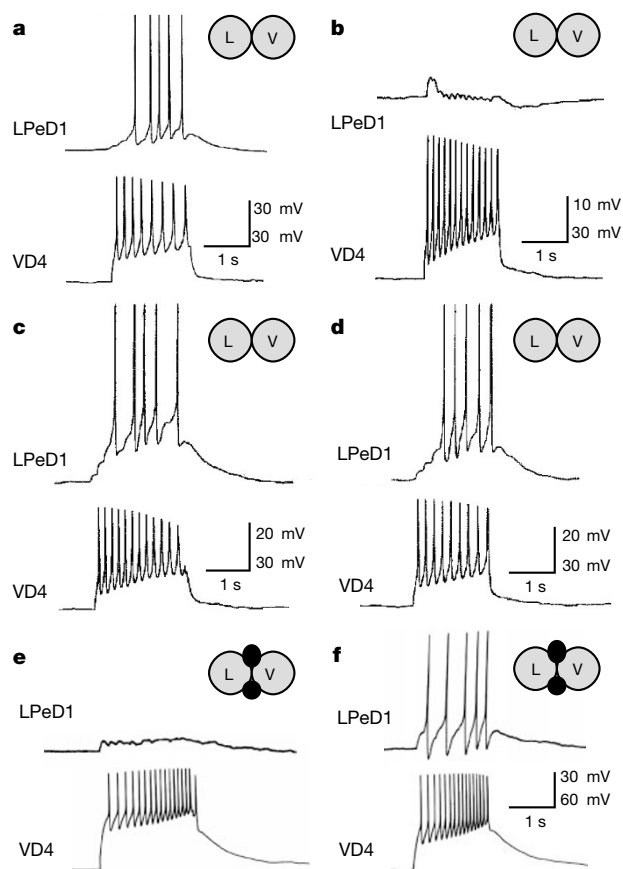 a
L V
LPeD1
30 mV
30 mV
1 s
VD4
b
L V
LPeD1
10 mV
30 mV
1 s
VD4
c
L V
LPeD1
20 mV
30 mV
1 s
VD4
d
L V
LPeD1
20 mV
30 mV
1 s
VD4
e
L V
LPeD1
VD4
f
L V
LPeD1
30 mV
60 mV
1 s
VD4